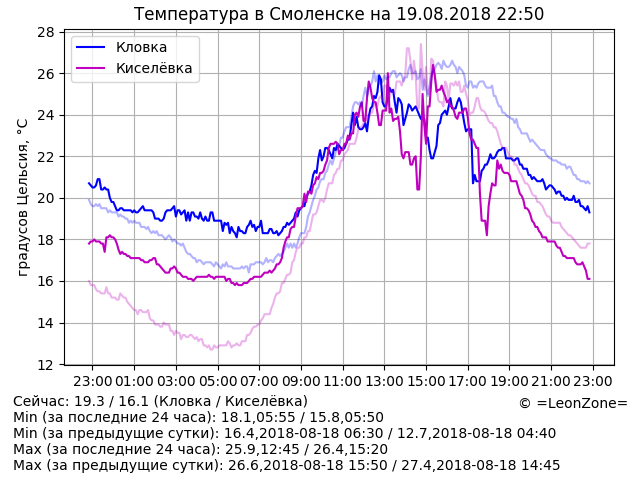 Температура в Смоленске на 19.08.2018 22:50
градусов Цельсия, °C
28
26
24
22
20
18
16
14
12
Кловка
Киселёвка
23:00 01:00 03:00 05:00 07:00 09:00 11:00 13:00 15:00 17:00 19:00 21:00 23:00
Сейчас: 19.3 / 16.1 (Кловка / Киселёвка)
© =LeonZone=
Min (за последние 24 часа): 18.1,05:55 / 15.8,05:50
Min (за предыдущие сутки): 16.4,2018-08-18 06:30 / 12.7,2018-08-18 04:40
Max (за последние 24 часа): 25.9,12:45 / 26.4,15:20
Max (за предыдущие сутки): 26.6,2018-08-18 15:50 / 27.4,2018-08-18 14:45